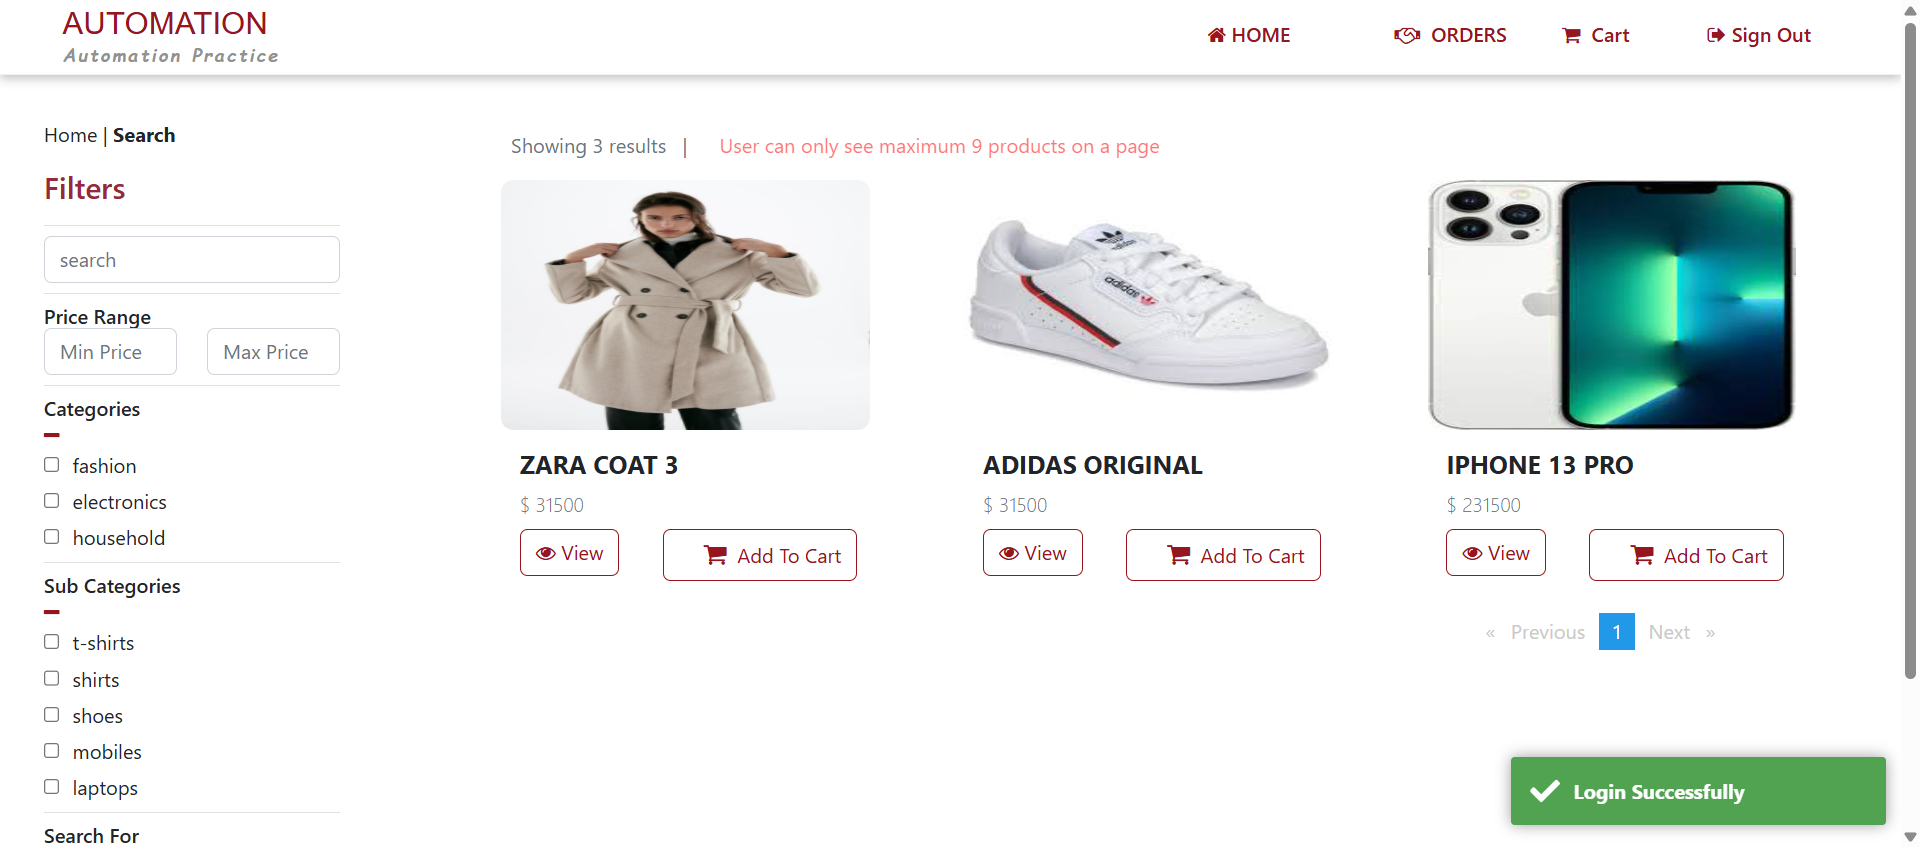 AUTOMATION
Automation Practice
HOME
ORDERS
Cart
Sign Out
Home | Search
Filters
search
Price Range
Min Price
Max Price
Categories
fashion
electronics
household
Sub Categories
t-shirts
shirts
shoes
mobiles
laptops
Search For
Showing 3 results |
User can only see maximum 9 products on a page
adidas
adidas
ZARA COAT 3
$ 31500
View
Add To Cart
ADIDAS ORIGINAL
$ 31500
View
Add To Cart
IPHONE 13 PRO
$ 231500
View
Add To Cart
« Previous 1 Next »
Login Successfully